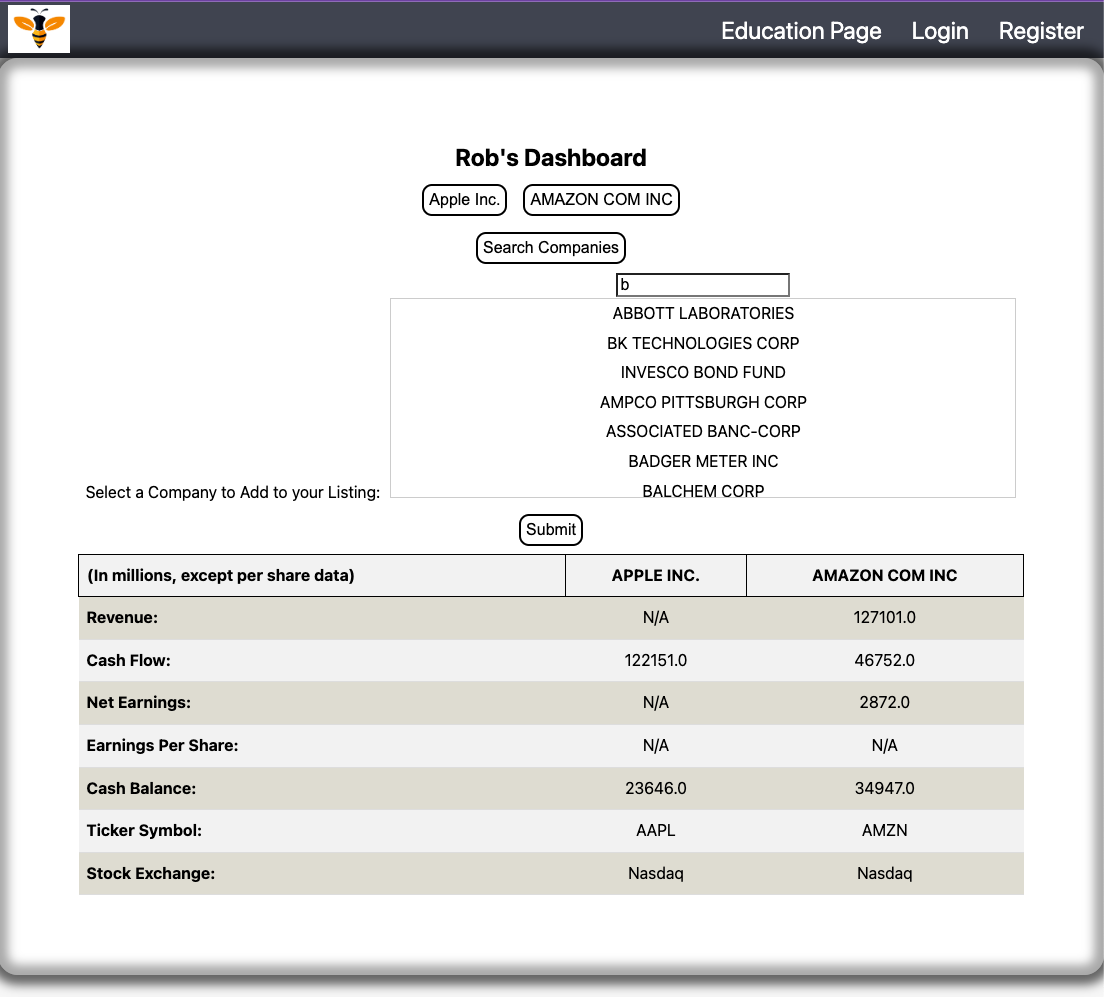 Education Page Login Register
Rob's Dashboard
Apple Inc. AMAZON COM INC
Search Companies
b
ABBOTT LABORATORIES
BK TECHNOLOGIES CORP
INVESCO BOND FUND
AMPCO PITTSBURGH CORP
ASSOCIATED BANC-CORP
BADGER METER INC
BALCHEM CORP
Select a Company to Add to your Listing:
Submit
(In millions, except per share data) APPLE INC. AMAZON COM INC
Revenue: N/A 127101.0
Cash Flow: 122151.0 46752.0
Net Earnings: N/A 2872.0
Earnings Per Share: N/A N/A
Cash Balance: 23646.0 34947.0
Ticker Symbol: AAPL AMZN
Stock Exchange: Nasdaq Nasdaq